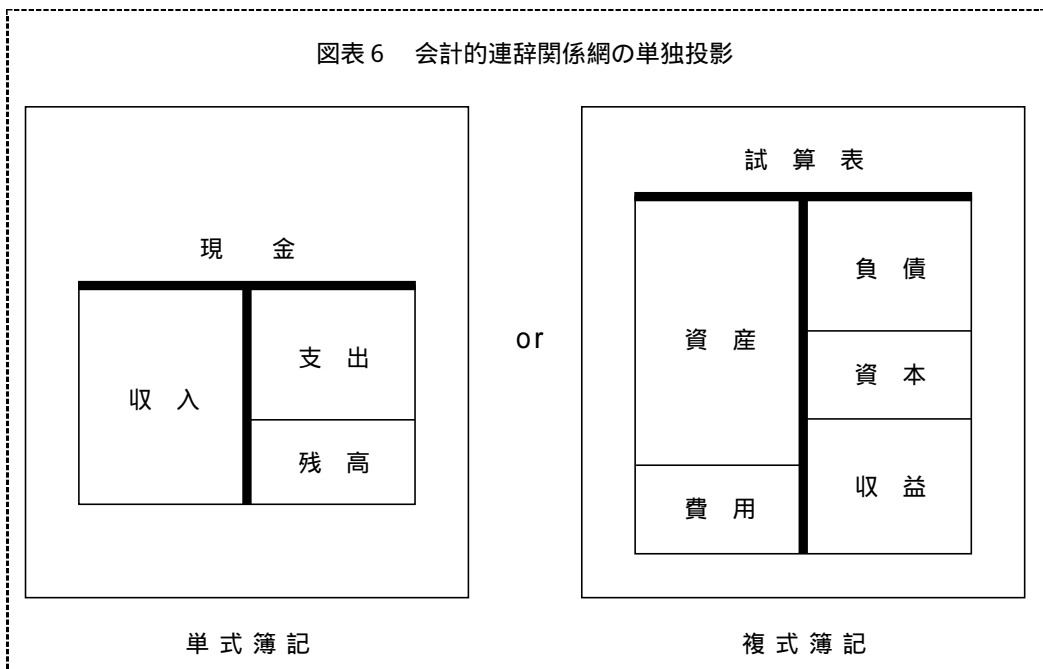 図表6 会計的連辞関係網の単独投影
現 金
収 入
支 出
残 高
単式簿記
or
試 算 表
資 産
費 用
負 債
資 本
収 益
複式簿記